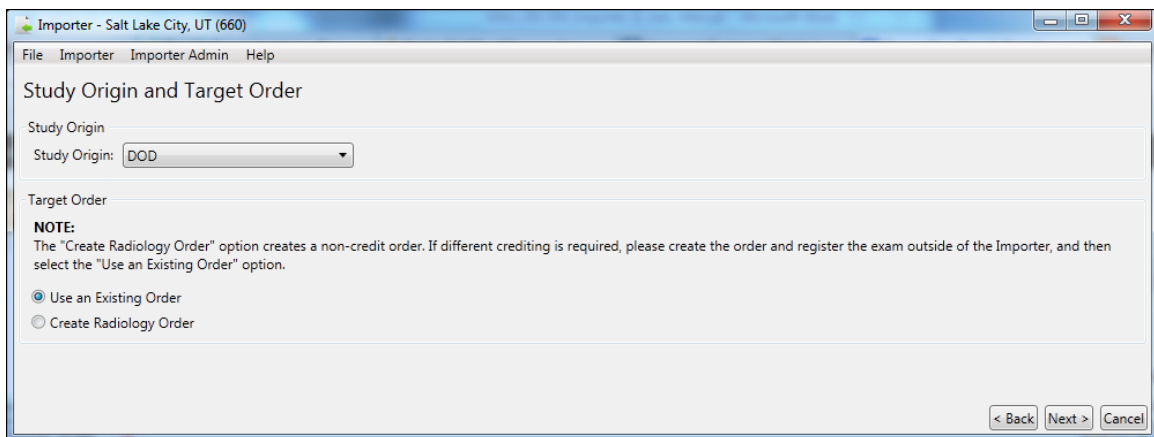 Importer - Salt Lake City, UT (660)
File Importer Importer Admin Help
Study Origin and Target Order
Study Origin
Study Origin: DOD
Target Order
NOTE:
The "Create Radiology Order" option creates a non-credit order. If different crediting is required, please create the order and register the exam outside of the Importer, and then
select the "Use an Existing Order" option.
Use an Existing Order
Create Radiology Order
< Back Next > Cancel